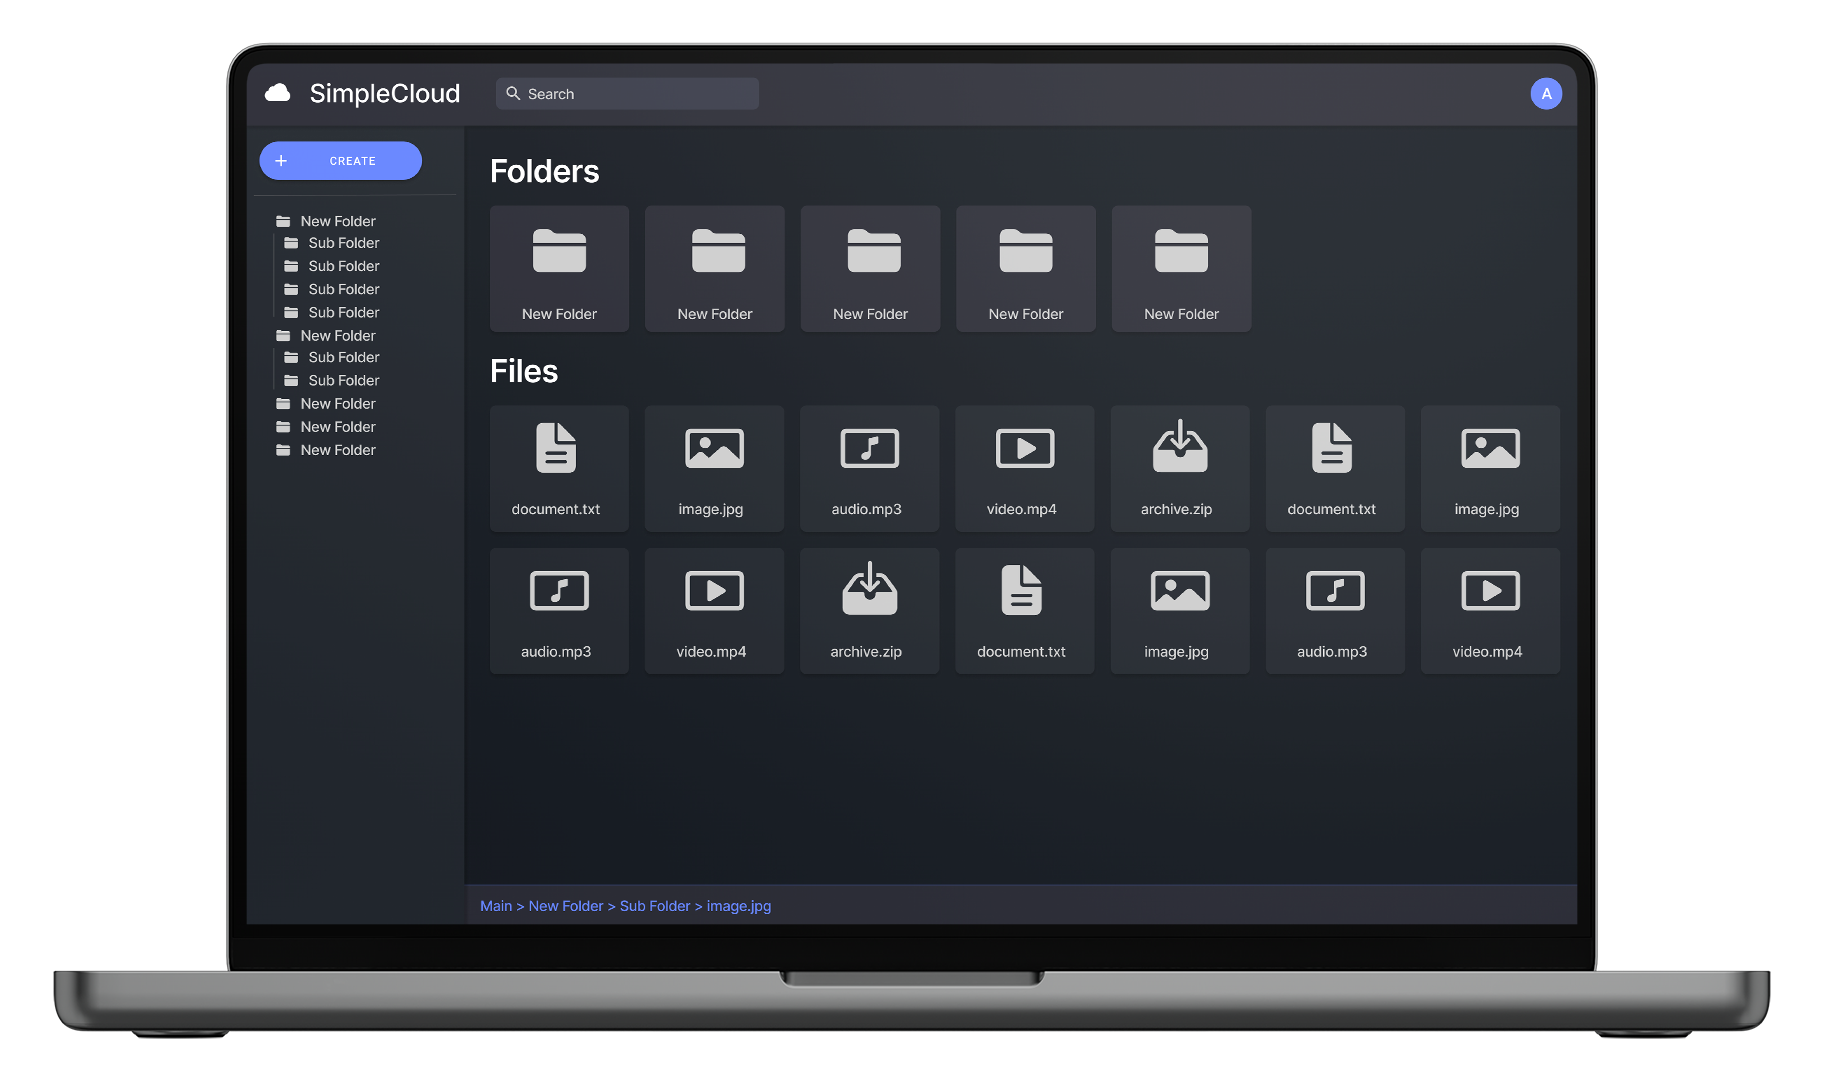 SimpleCloud
Search
A
CREATE
New Folder
Sub Folder
Sub Folder
Sub Folder
Sub Folder
New Folder
Sub Folder
Sub Folder
New Folder
New Folder
New Folder
Folders
New Folder New Folder New Folder New Folder New Folder
Files
document.txt image.jpg audio.mp3 video.mp4 archive.zip document.txt image.jpg
audio.mp3 video.mp4 archive.zip document.txt image.jpg audio.mp3 video.mp4
Main > New Folder > Sub Folder > image.jpg